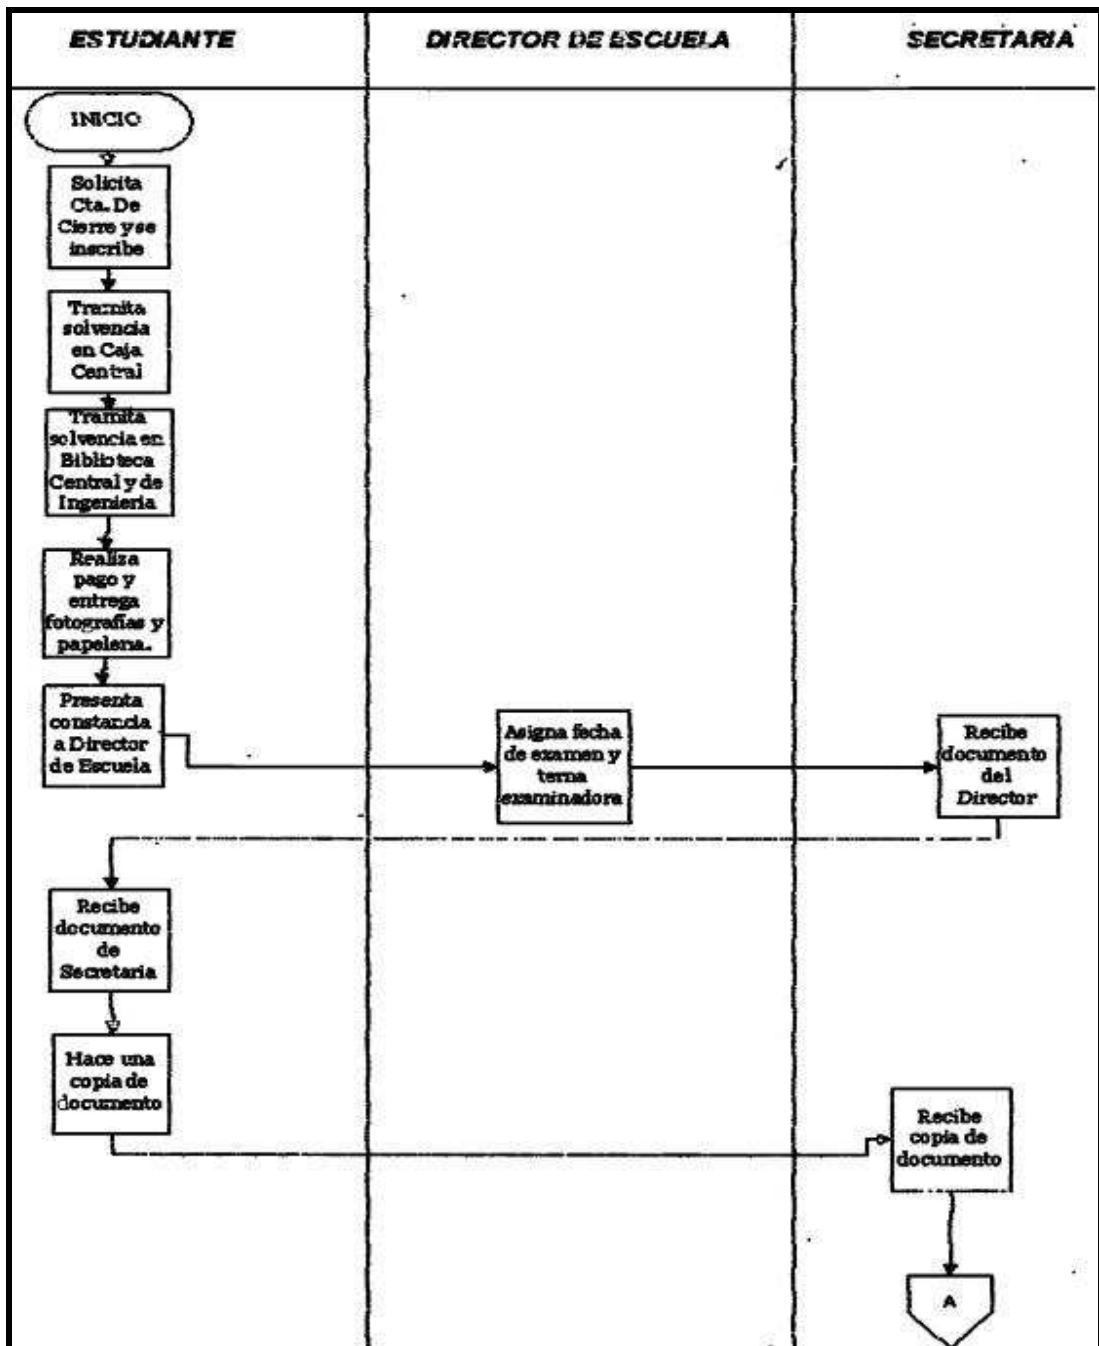 ESTUDIANTE
DIRECTOR DE ESCUELA
SECRETARIA
INICIO
Solicita
Cta. De
Cierre y se
inscribe
Tramita
solvencia
en Caja
Central
Tramita
solvencia en
Biblioteca
Central y de
Ingenieria
Realiza
pago y
entrega
fotografías y
papeleria.
Presenta
constancia
a Director
de Escuela
Asigna fecha
de examen y
terna
examinadora
Recibe
documento
del
Director
Recibe
documento
de
Secretaria
Hace una
copia de
documento
Recibe
copia de
documento
A